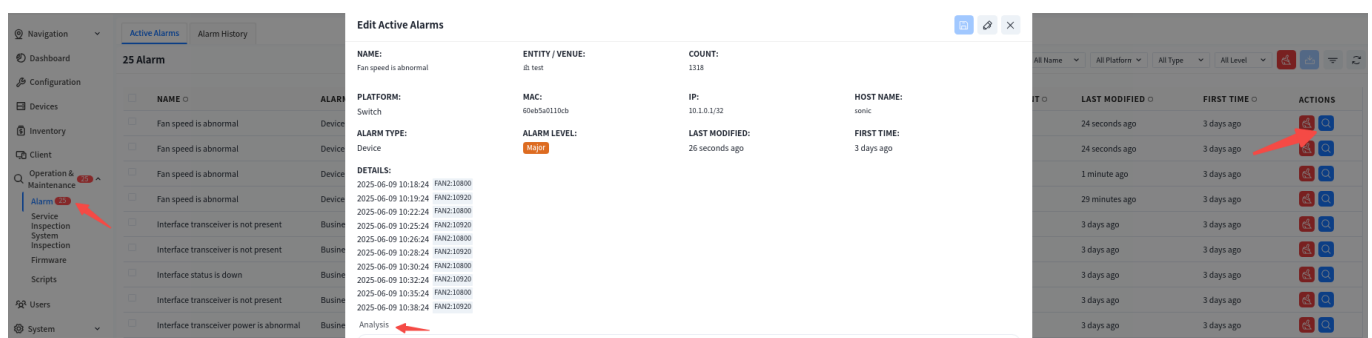 Navigation
Dashboard
Configuration
Devices
Inventory
Client
Operation & Maintenance 25
Alarm 25
Service Inspection
System Inspection
Firmware
Scripts
Users
System
Active Alarms Alarm History
25 Alarm
All Name All Platform All Type All Level
NAME ALARM
Fan speed is abnormal Device
Fan speed is abnormal Device
Fan speed is abnormal Device
Fan speed is abnormal Device
Interface transceiver is not present Busine
Interface transceiver is not present Busine
Interface status is down Busine
Interface transceiver is not present Busine
Interface transceiver power is abnormal Busine
Edit Active Alarms
NAME: ENTITY / VENUE: COUNT:
Fan speed is abnormal test 1318
PLATFORM: MAC: IP: HOST NAME:
Switch 60eb5a0110cb 10.1.0.1/32 sonic
ALARM TYPE: ALARM LEVEL: LAST MODIFIED: FIRST TIME:
Device Major 26 seconds ago 3 days ago
DETAILS:
2025-06-09 10:18:24 FAN2:10800
2025-06-09 10:19:24 FAN2:10920
2025-06-09 10:22:24 FAN2:10800
2025-06-09 10:25:24 FAN2:10920
2025-06-09 10:26:24 FAN2:10800
2025-06-09 10:28:24 FAN2:10920
2025-06-09 10:30:24 FAN2:10800
2025-06-09 10:32:24 FAN2:10920
2025-06-09 10:35:24 FAN2:10800
2025-06-09 10:38:24 FAN2:10920
Analysis
LAST MODIFIED FIRST TIME ACTIONS
24 seconds ago 3 days ago
24 seconds ago 3 days ago
1 minute ago 3 days ago
29 minutes ago 3 days ago
3 days ago 3 days ago
3 days ago 3 days ago
3 days ago 3 days ago
3 days ago 3 days ago
3 days ago 3 days ago